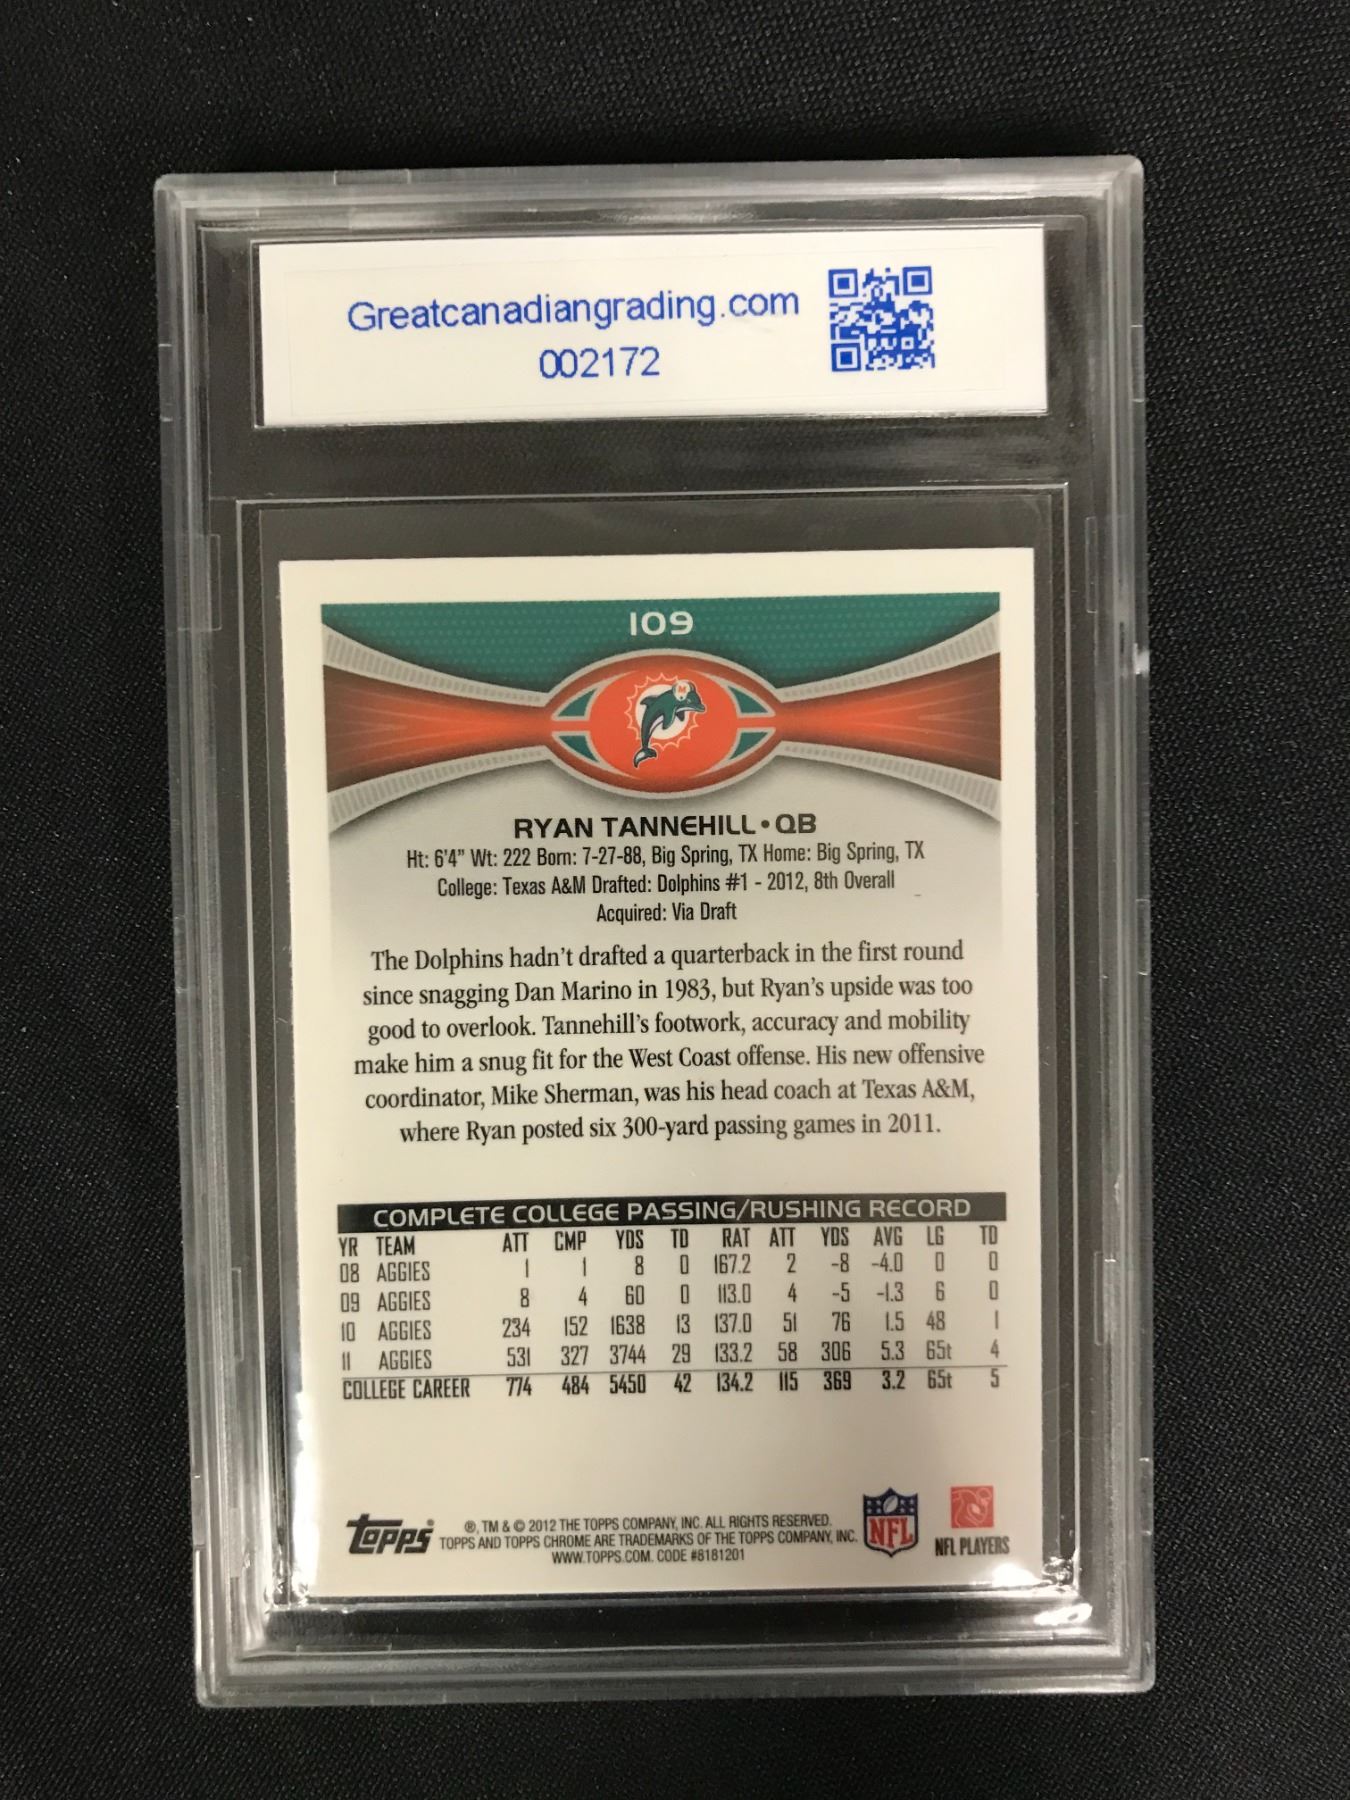 Greatcanadiangrading.com
002172
109
RYAN TANNEHILL • QB
Ht: 6'4" Wt: 222 Born: 7-27-88, Big Spring, TX Home: Big Spring, TX
College: Texas A&M Drafted: Dolphins #1 - 2012, 8th Overall
Acquired: Via Draft
The Dolphins hadn't drafted a quarterback in the first round
since snagging Dan Marino in 1983, but Ryan's upside was too
good to overlook. Tannehill's footwork, accuracy and mobility
make him a snug fit for the West Coast offense. His new offensive
coordinator, Mike Sherman, was his head coach at Texas A&M,
where Ryan posted six 300-yard passing games in 2011.
COMPLETE COLLEGE PASSING/RUSHING RECORD
YR TEAM ATT CMP YDS TD RAT ATT YDS AVG LG TD
08 AGGIES 1 1 8 0 167.2 2 -8 -4.0 0 0
09 AGGIES 8 4 60 0 113.0 4 -5 -1.3 6 0
10 AGGIES 234 152 1638 13 137.0 51 76 1.5 48 1
11 AGGIES 531 327 3744 29 133.2 58 306 5.3 65t 4
COLLEGE CAREER 774 484 5450 42 134.2 115 369 3.2 65t 5
topps®
®, TM & © 2012 THE TOPPS COMPANY, INC. ALL RIGHTS RESERVED.
TOPPS AND TOPPS CHROME ARE TRADEMARKS OF THE TOPPS COMPANY, INC.
WWW.TOPPS.COM. CODE #8181201
NFL
NFL PLAYERS